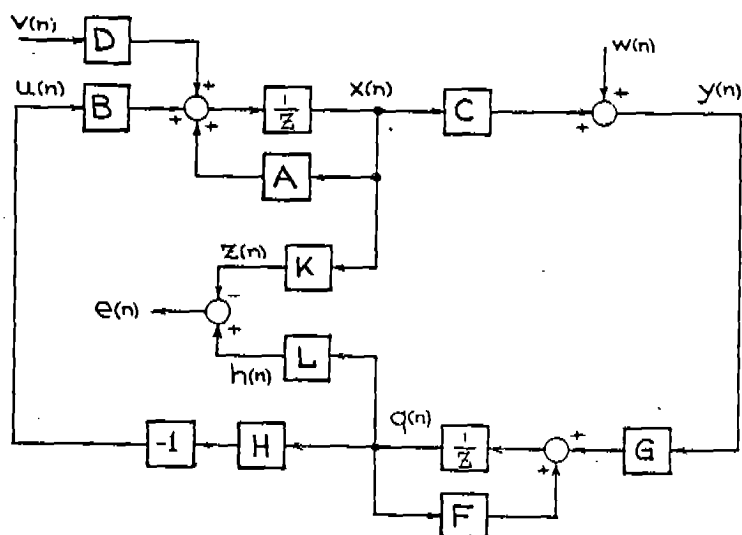 v(n)
D
w(n)
u(n)
B
+
+
+
1/z
x(n)
C
+
+
y(n)
A
z(n)
K
e(n)
-
+
h(n)
L
q(n)
-1
H
1/z
+
+
G
F